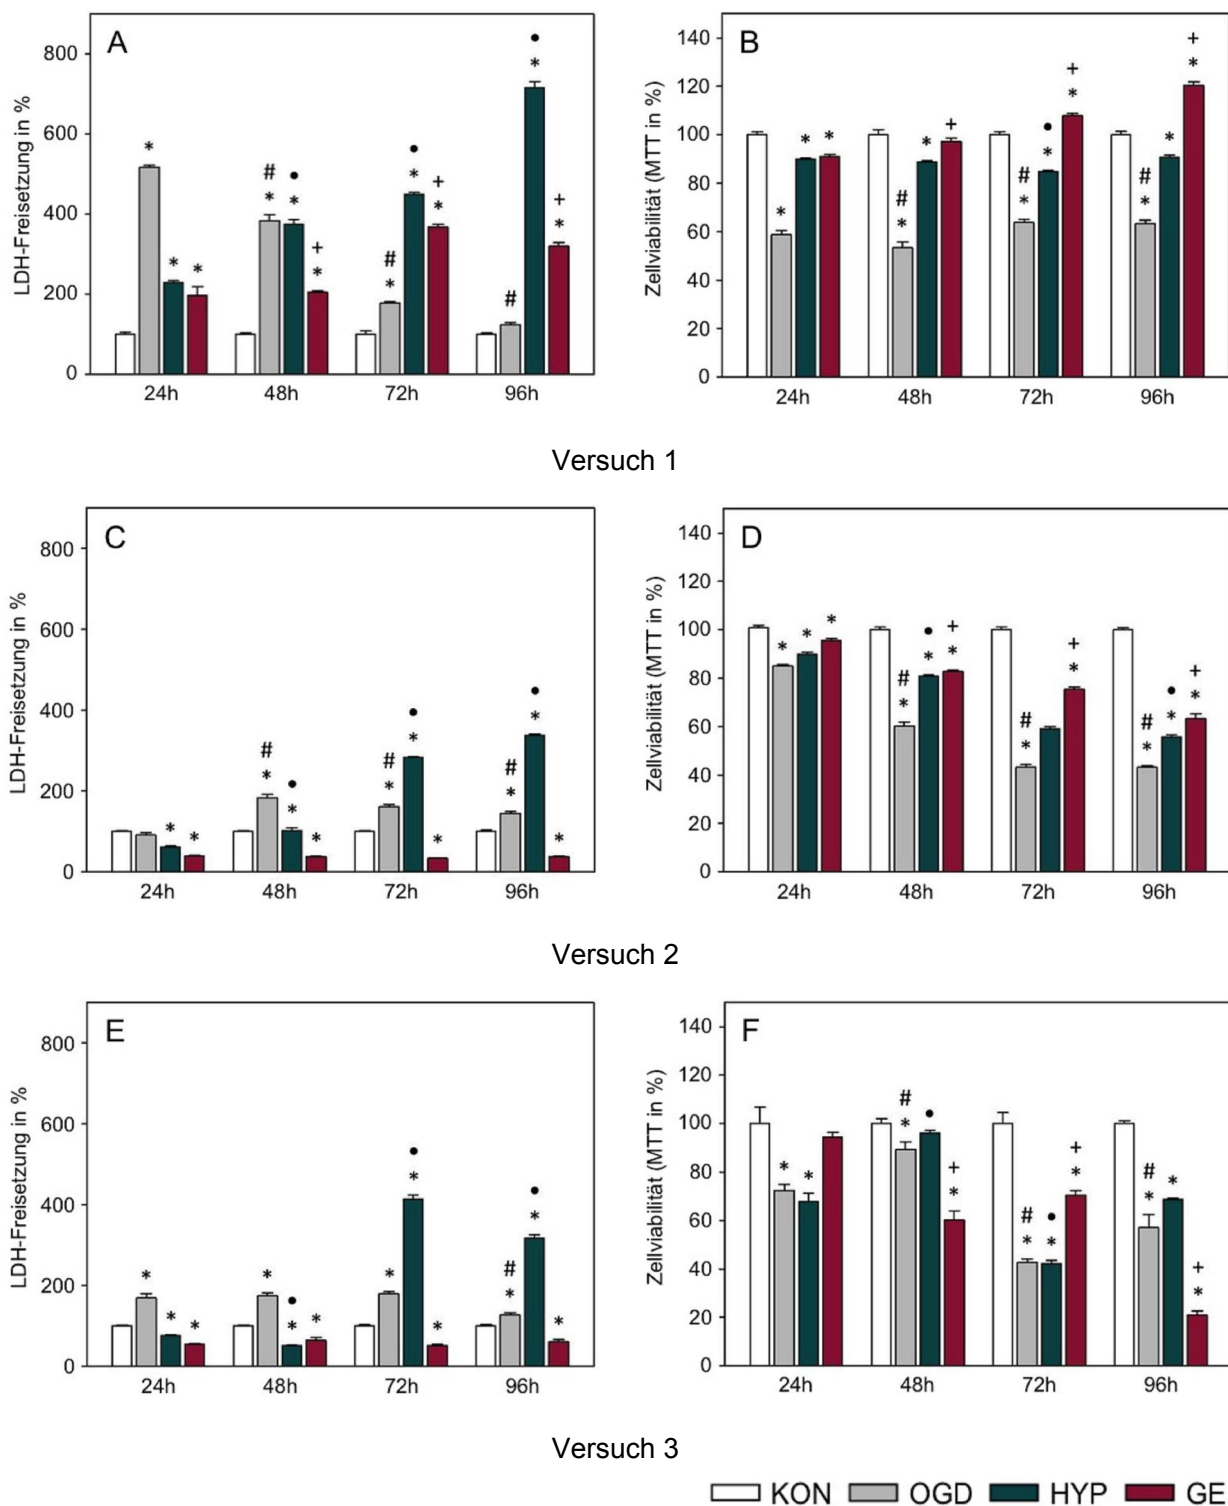 A
LDH-Freisetzung in %
800
600
400
200
0
* * *
# * • * + *
# * • * + *
# • * + *
24h 48h 72h 96h
B
Zellviabilität (MTT in %)
140
120
100
80
60
40
20
0
* * *
# * * +
# * • * + *
# * * + *
24h 48h 72h 96h
Versuch 1
C
LDH-Freisetzung in %
800
600
400
200
0
* *
# * • * *
# * • * *
# * • * *
24h 48h 72h 96h
D
Zellviabilität (MTT in %)
140
120
100
80
60
40
20
0
* * *
# * • * + *
# * + *
# * • * + *
24h 48h 72h 96h
Versuch 2
E
LDH-Freisetzung in %
800
600
400
200
0
* * *
* • * *
* • * *
# * • * *
24h 48h 72h 96h
F
Zellviabilität (MTT in %)
140
120
100
80
60
40
20
0
* *
# * • + *
# * • * + *
# * * + *
24h 48h 72h 96h
Versuch 3
KON OGD HYP GE